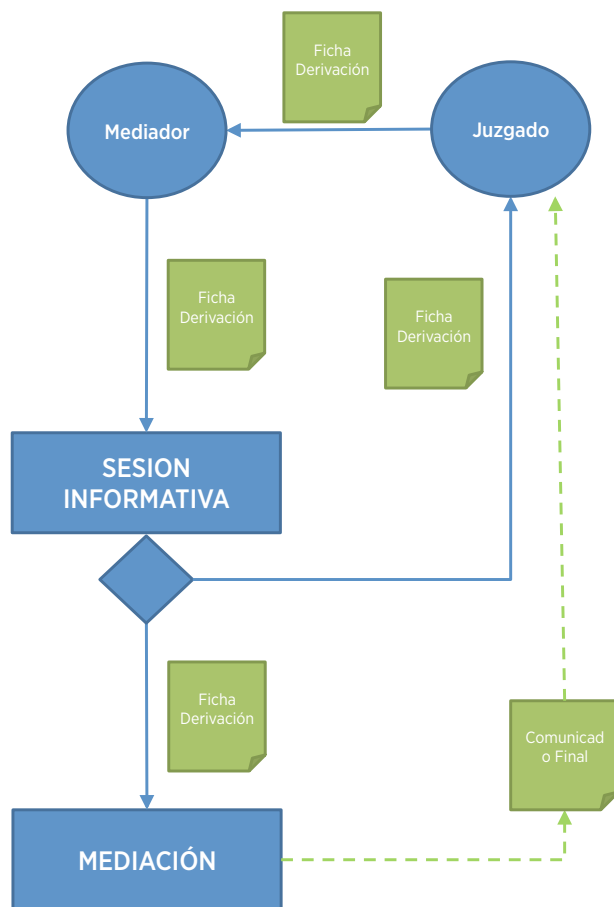 Ficha
Derivación
Mediador
Juzgado
Ficha
Derivación
Ficha
Derivación
SESION
INFORMATIVA
Ficha
Derivación
Comunicad
o Final
MEDIACIÓN